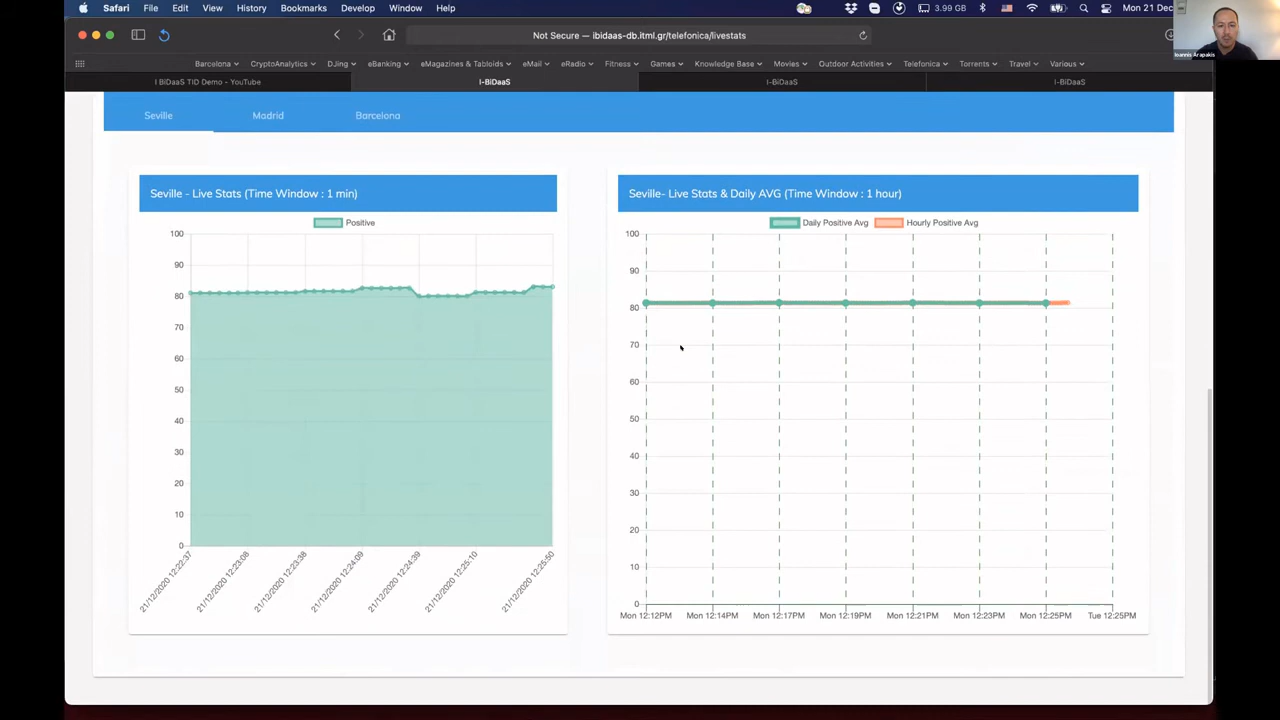 Safari File Edit View History Bookmarks Develop Window Help 3.99 GB Mon 21 Dec
Ioannis Arapakis
Not Secure — ibidaas-db.itml.gr/telefonica/livestats
Barcelona CryptoAnalytics DJing eBanking eMagazines & Tabloids eMail eRadio Fitness Games Knowledge Base Movies Outdoor Activities Telefonica Torrents Travel Various
I BiDaaS TID Demo - YouTube I-BiDaaS I-BiDaaS I-BiDaaS
Seville Madrid Barcelona
Seville - Live Stats (Time Window : 1 min)
Positive
100
90
80
70
60
50
40
30
20
10
0
21/12/2020 12:22:37
21/12/2020 12:23:08
21/12/2020 12:23:38
21/12/2020 12:24:09
21/12/2020 12:24:39
21/12/2020 12:25:10
21/12/2020 12:25:50
Seville- Live Stats & Daily AVG (Time Window : 1 hour)
Daily Positive Avg Hourly Positive Avg
100
90
80
70
60
50
40
30
20
10
0
Mon 12:12PM Mon 12:14PM Mon 12:17PM Mon 12:19PM Mon 12:21PM Mon 12:23PM Mon 12:25PM Tue 12:25PM